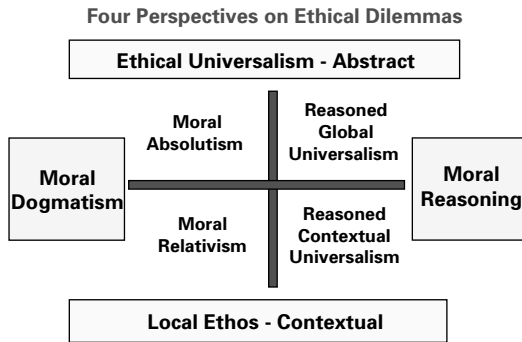 Four Perspectives on Ethical Dilemmas
Ethical Universalism - Abstract
Moral
Absolutism
Reasoned
Global
Universalism
Moral
Dogmatism
Moral
Reasoning
Moral
Relativism
Reasoned
Contextual
Universalism
Local Ethos - Contextual